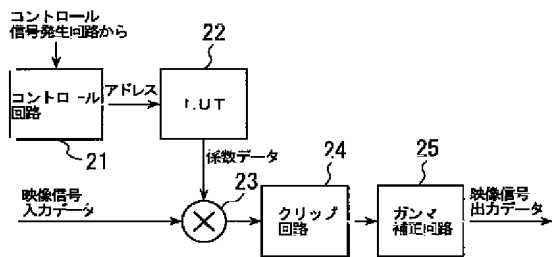 コントロール
信号発生回路から
22
コントロール
回路
アドレス
LUT
21
係数データ
24
25
映像信号
入力データ
23
クリップ
回路
ガンマ
補正回路
映像信号
出力データ